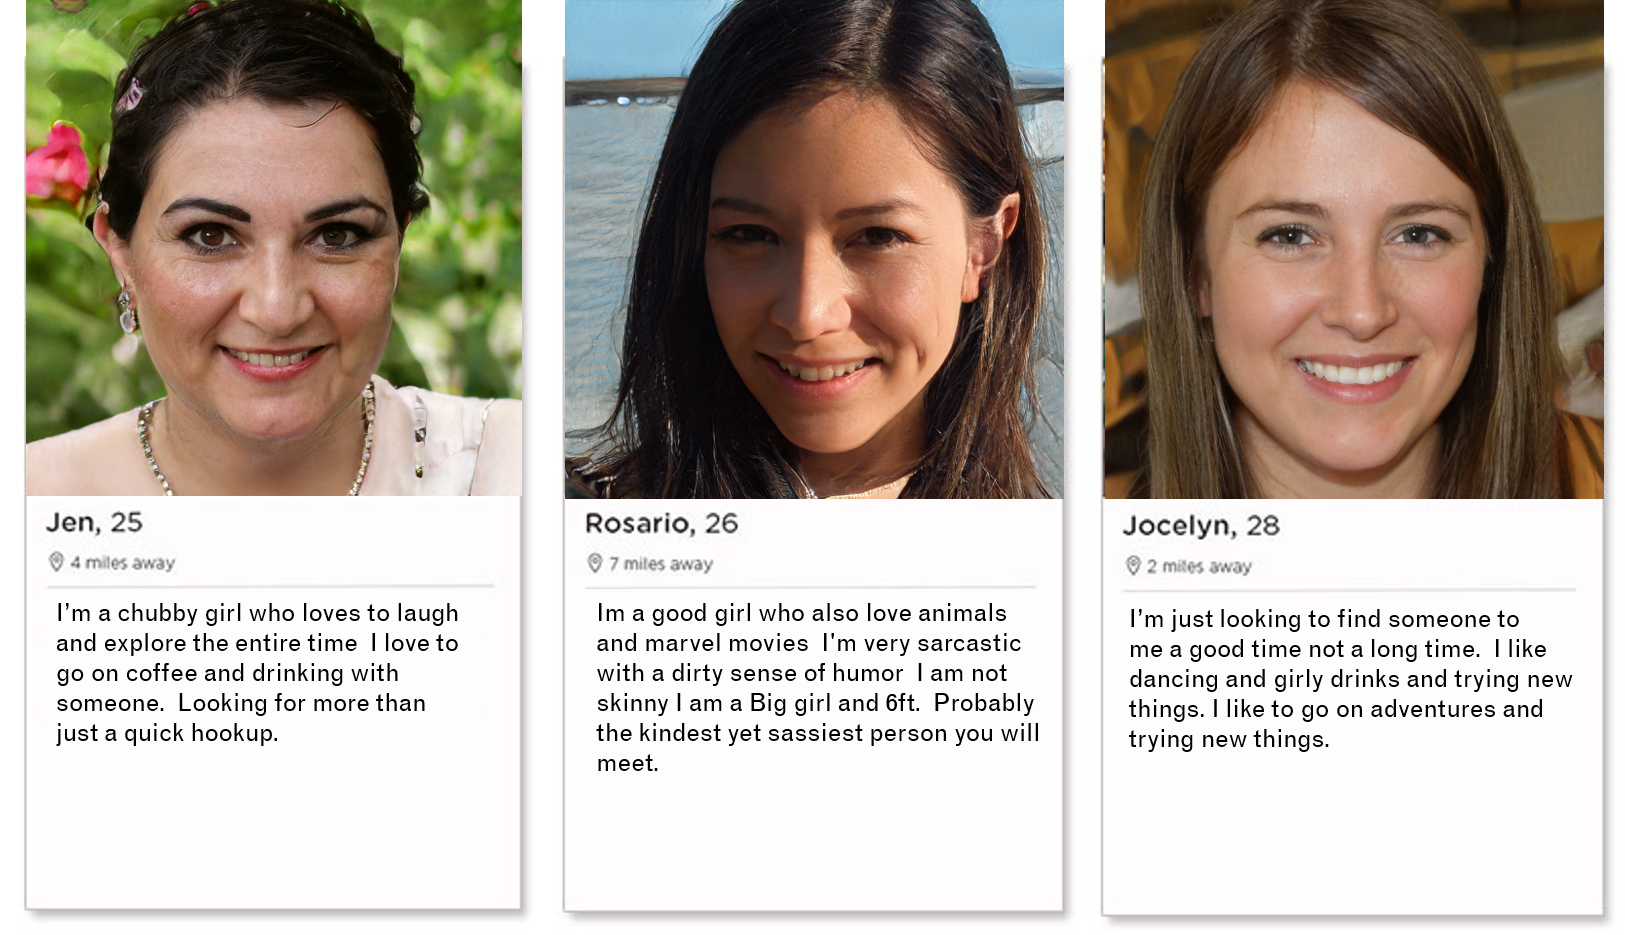 Jen, 25
4 miles away
I'm a chubby girl who loves to laugh
and explore the entire time  I love to
go on coffee and drinking with
someone.  Looking for more than
just a quick hookup.
Rosario, 26
7 miles away
Im a good girl who also love animals
and marvel movies  I'm very sarcastic
with a dirty sense of humor  I am not
skinny I am a Big girl and 6ft.  Probably
the kindest yet sassiest person you will
meet.
Jocelyn, 28
2 miles away
I'm just looking to find someone to
me a good time not a long time.  I like
dancing and girly drinks and trying new
things. I like to go on adventures and
trying new things.